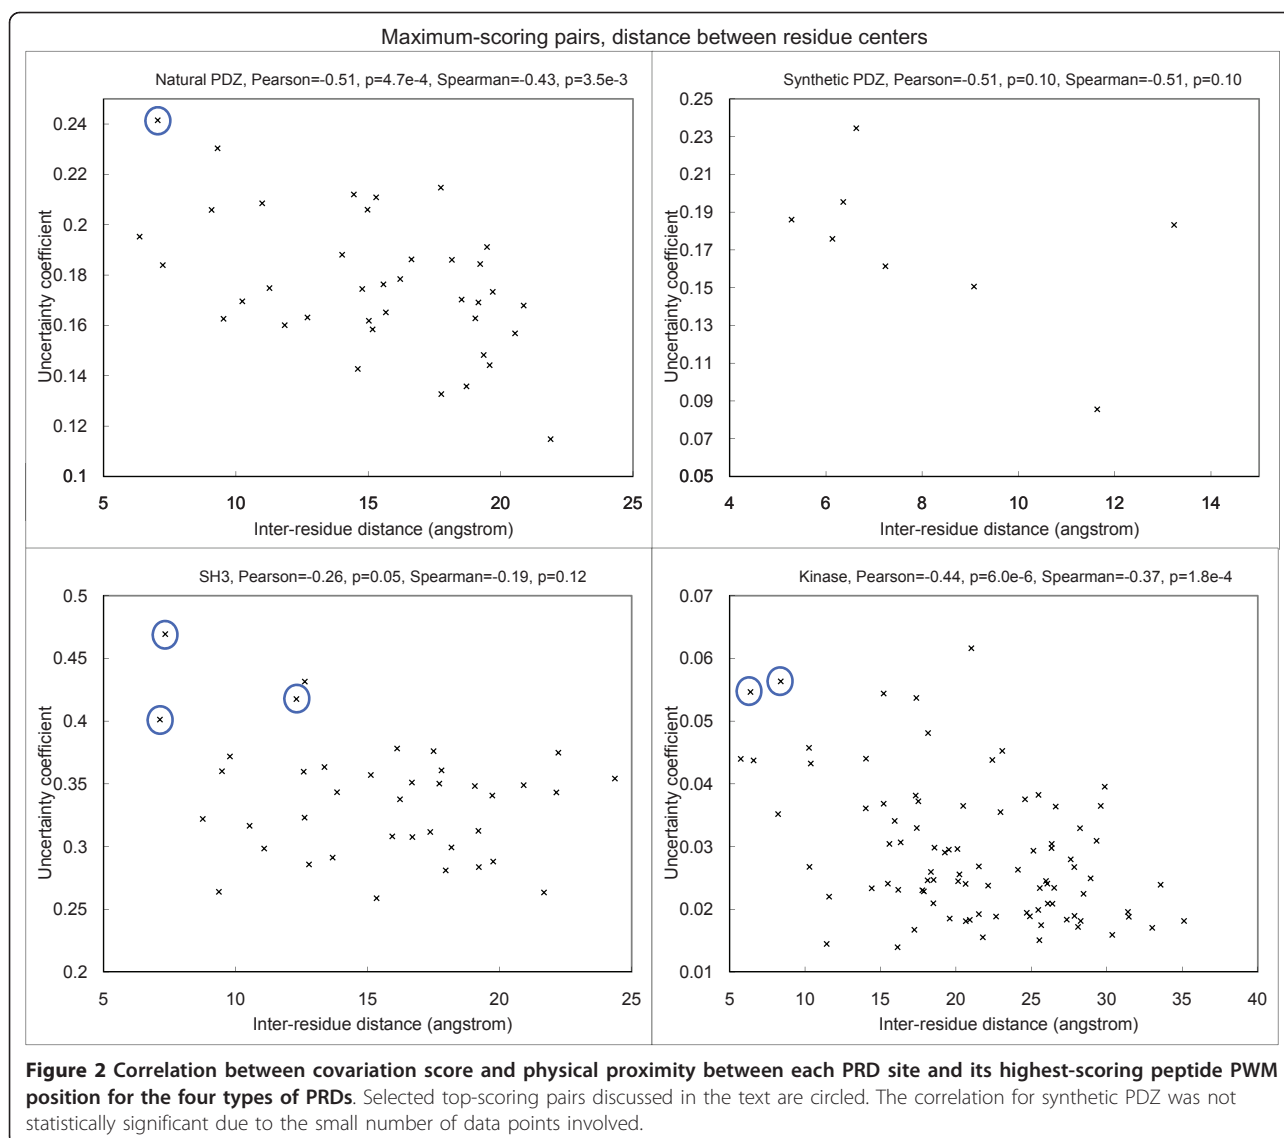 Maximum-scoring pairs, distance between residue centers
Natural PDZ, Pearson=-0.51, p=4.7e-4, Spearman=-0.43, p=3.5e-3
Uncertainty coefficient
0.24
0.22
0.2
0.18
0.16
0.14
0.12
0.1
5 10 15 20 25
Inter-residue distance (angstrom)
Synthetic PDZ, Pearson=-0.51, p=0.10, Spearman=-0.51, p=0.10
Uncertainty coefficient
0.25
0.23
0.21
0.19
0.17
0.15
0.13
0.11
0.09
0.07
0.05
4 6 8 10 12 14
Inter-residue distance (angstrom)
SH3, Pearson=-0.26, p=0.05, Spearman=-0.19, p=0.12
Uncertainty coefficient
0.5
0.45
0.4
0.35
0.3
0.25
0.2
5 10 15 20 25
Inter-residue distance (angstrom)
Kinase, Pearson=-0.44, p=6.0e-6, Spearman=-0.37, p=1.8e-4
Uncertainty coefficient
0.07
0.06
0.05
0.04
0.03
0.02
0.01
5 10 15 20 25 30 35 40
Inter-residue distance (angstrom)
Figure 2 Correlation between covariation score and physical proximity between each PRD site and its highest-scoring peptide PWM
position for the four types of PRDs. Selected top-scoring pairs discussed in the text are circled. The correlation for synthetic PDZ was not
statistically significant due to the small number of data points involved.